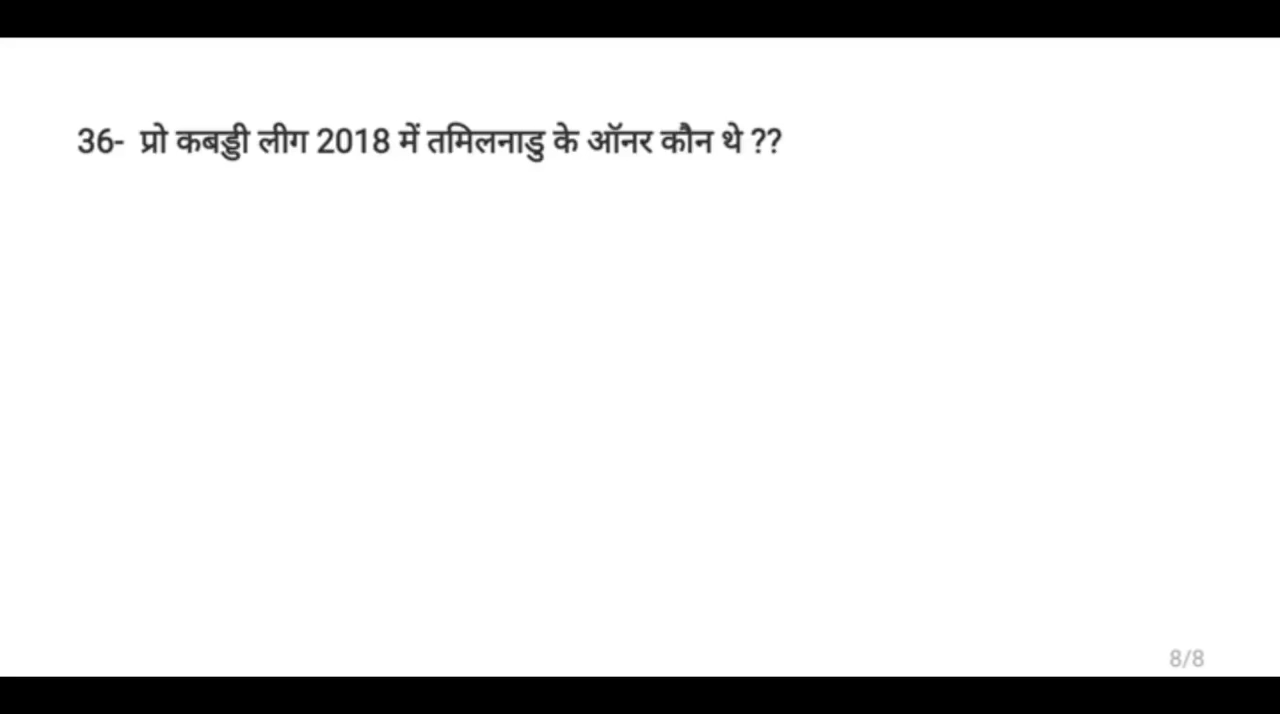 36- प्रो कबड्डी लीग 2018 में तमिलनाडु के ऑनर कौन थे ??
8/8